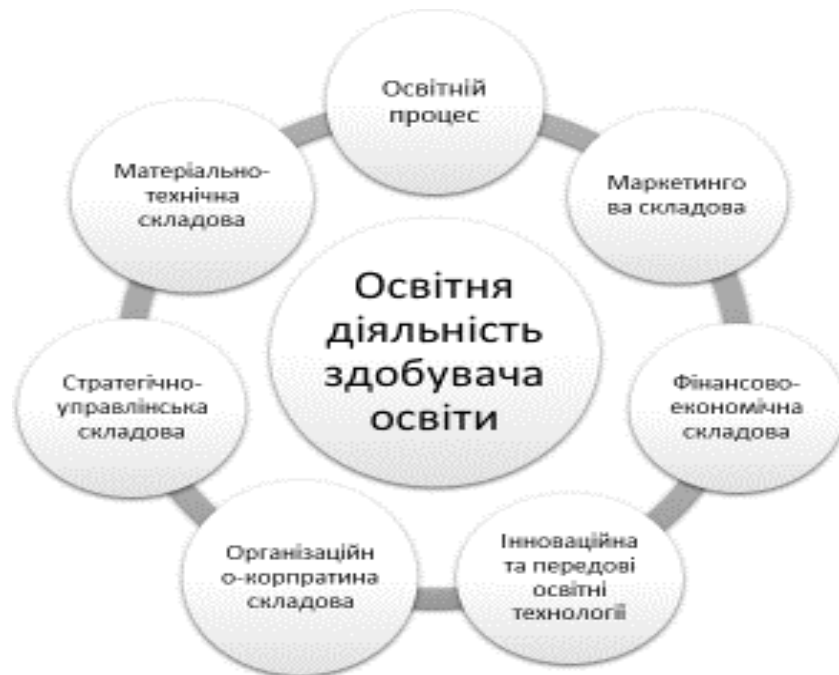 Освітній
процес
Маркетинго
ва складова
Фінансово-
економічна
складова
Інноваційна
та передові
освітні
технології
Організаційн
о-корпратина
складова
Стратегічно-
управлінська
складова
Матеріально-
технічна
складова
Освітня
діяльність
здобувача
освіти